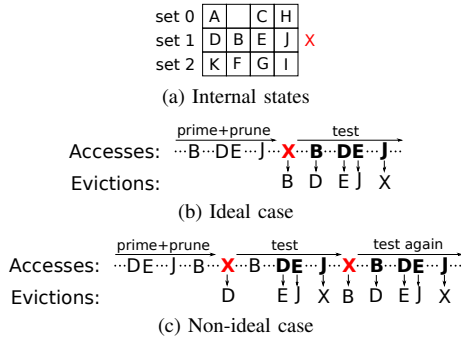 set 0 A C H
set 1 D B E J X
set 2 K F G I
(a) Internal states
prime+prune test
Accesses: ···B···DE···J···X···B···DE···J···
Evictions: B D E J X
(b) Ideal case
prime+prune test test again
Accesses: ···DE···J···B···X···B···DE···J···X···B···DE···J···
Evictions: D E J X B D E J X
(c) Non-ideal case